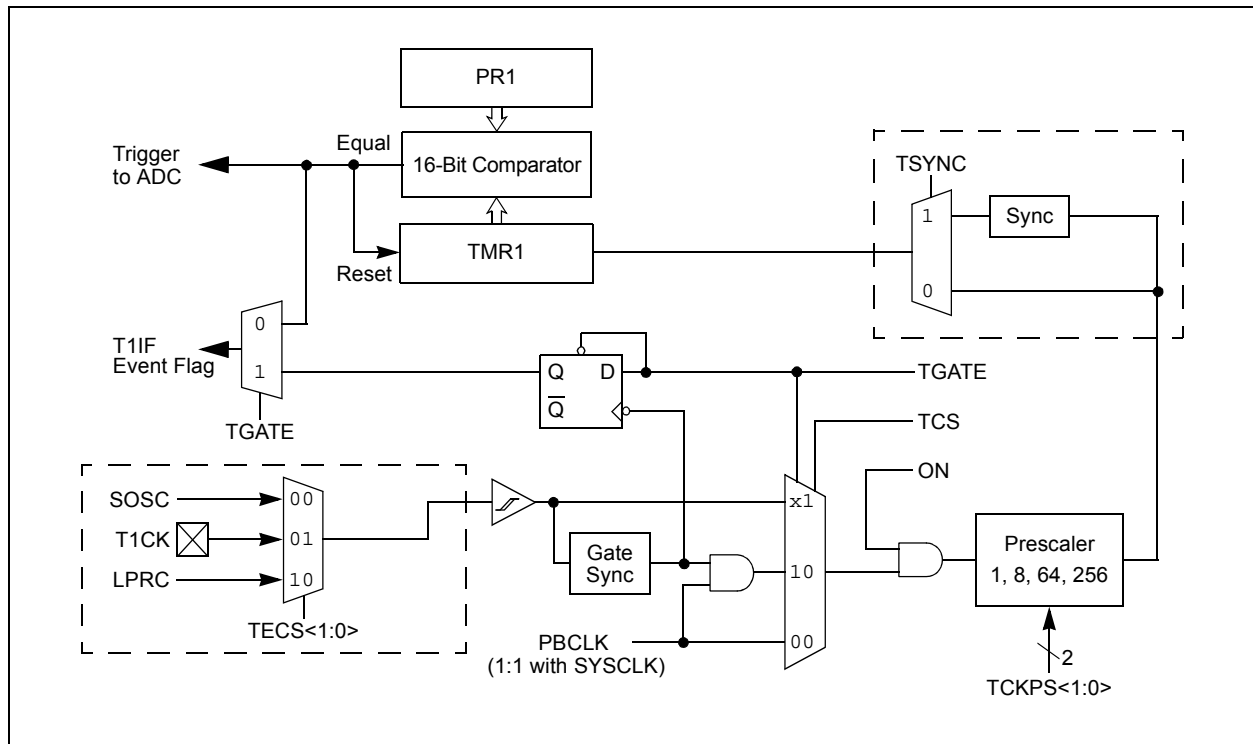 PR1
Equal
16-Bit Comparator
Trigger
to ADC
TSYNC
1
Sync
TMR1
Reset
0
0
T1IF
Event Flag
1
Q
D
Q̅
TGATE
TGATE
TCS
ON
SOSC
00
T1CK
01
LPRC
10
TECS<1:0>
x1
Gate
Sync
10
00
PBCLK
(1:1 with SYSCLK)
Prescaler
1, 8, 64, 256
2
TCKPS<1:0>